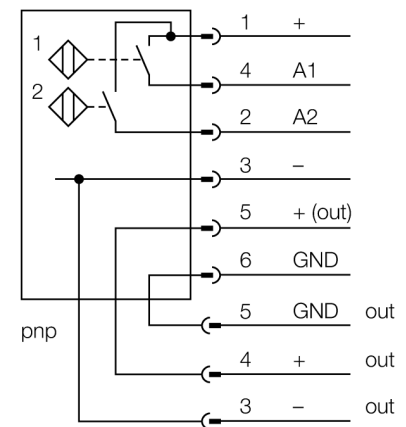 1 1 +
4 A1
2 2 A2
3 –
5 + (out)
6 GND
5 GND out
pnp
4 + out
3 – out